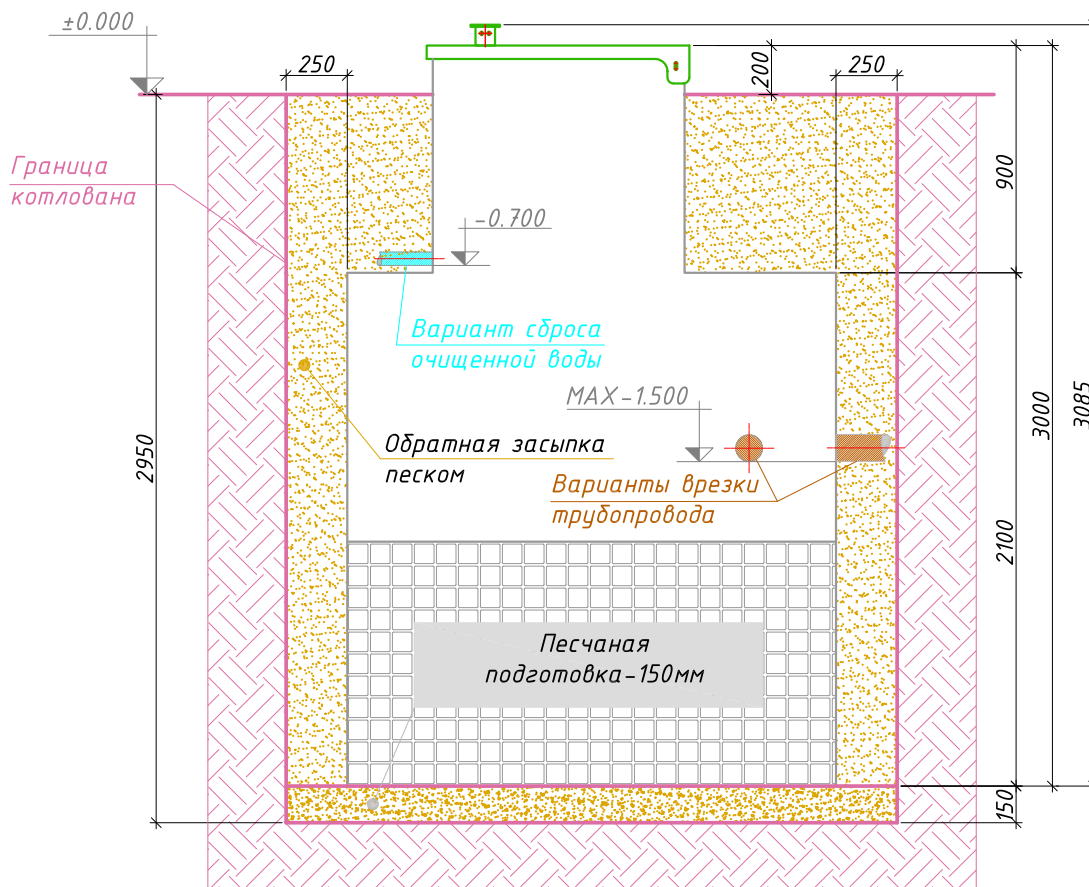 ±0.000
250
200
250
Граница
котлована
900
-0.700
Вариант сброса
очищенной воды
MAX-1.500
3000
3085
2950
Обратная засыпка
песком
Варианты врезки
трубопровода
2100
Песчаная
подготовка-150мм
150